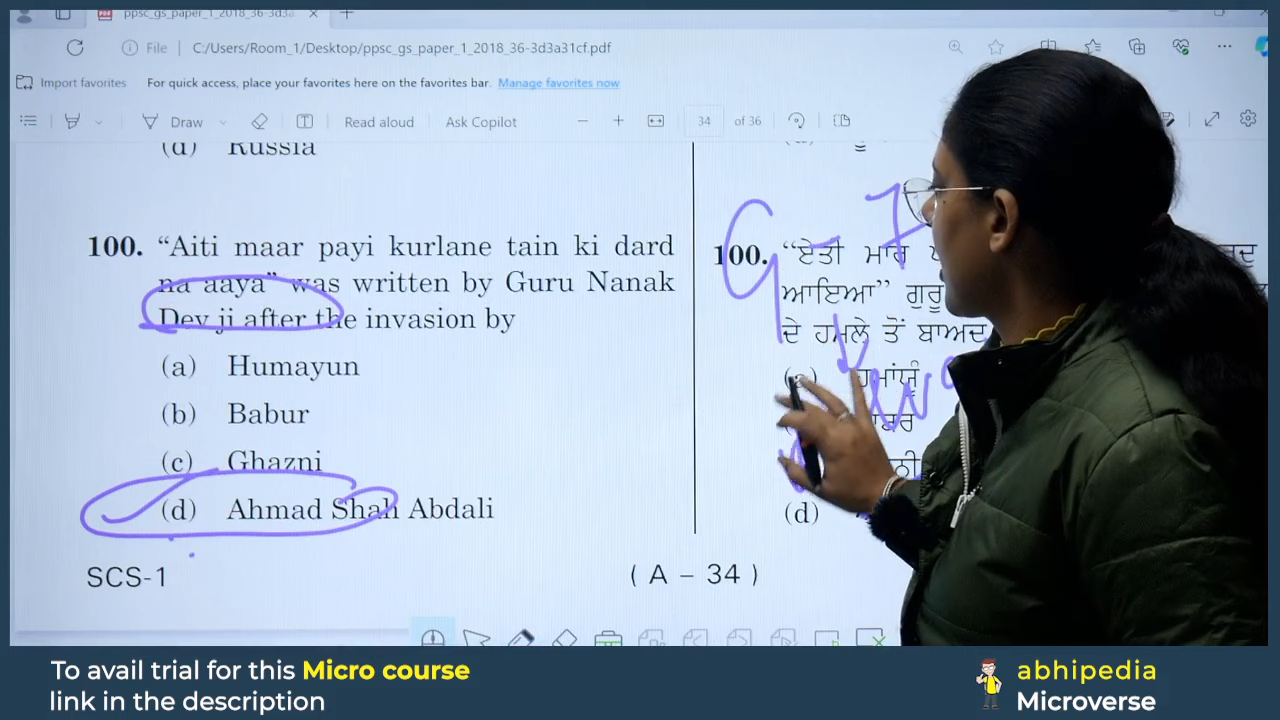 ppsc_gs_paper_1_2018_36-3d3a
File
C:/Users/Room_1/Desktop/ppsc_gs_paper_1_2018_36-3d3a31cf.pdf
Import favorites
For quick access, place your favorites here on the favorites bar. Manage favorites now
Draw
Read aloud
Ask Copilot
34 of 36
(d) Russia
100. “Aiti maar payi kurlane tain ki dard
na aaya” was written by Guru Nanak
Dev ji after the invasion by
(a) Humayun
(b) Babur
(c) Ghazni
(d) Ahmad Shah Abdali
100. “ਏਤੀ ਮਾਰ
ਆਇਆ” ਗੁਰੂ
ਦੇ ਹਮਲੇ ਤੋਂ ਬਾਅਦ
(d)
SCS-1
( A – 34 )
To avail trial for this Micro course
link in the description
abhipedia
Microverse